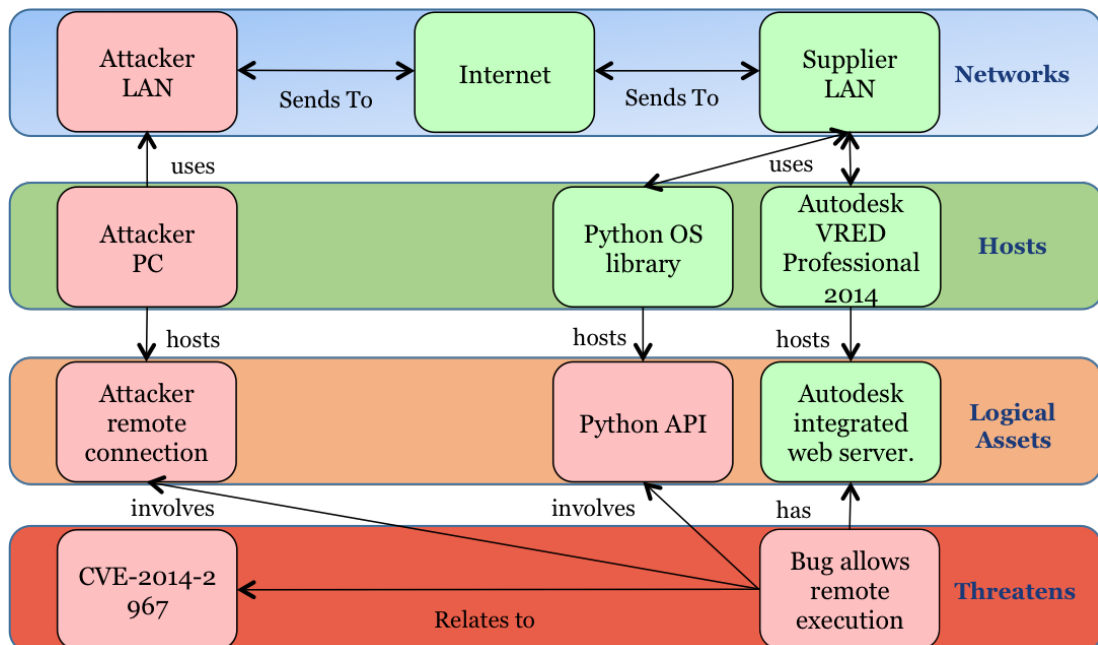 Attacker
LAN
Internet
Supplier
LAN
Networks
Sends To
Sends To
uses
uses
Attacker
PC
Python OS
library
Autodesk
VRED
Professional
2014
Hosts
hosts
hosts
hosts
Attacker
remote
connection
Python API
Autodesk
integrated
web server.
Logical
Assets
involves
involves
has
CVE-2014-2
967
Relates to
Bug allows
remote
execution
Threatens